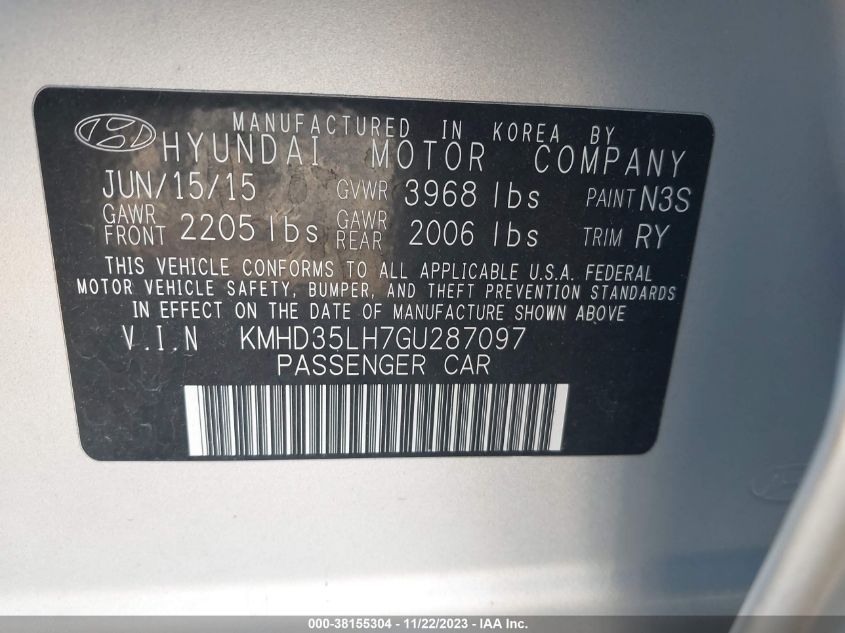 MANUFACTURED IN KOREA BY
HYUNDAI MOTOR COMPANY
JUN/15/15 GVWR 3968 lbs PAINT N3S
GAWR FRONT 2205 lbs GAWR REAR 2006 lbs TRIM RY
THIS VEHICLE CONFORMS TO ALL APPLICABLE U.S.A. FEDERAL
MOTOR VEHICLE SAFETY, BUMPER, AND THEFT PREVENTION STANDARDS
IN EFFECT ON THE DATE OF MANUFACTURE SHOWN ABOVE
V.I.N KMHD35LH7GU287097
PASSENGER CAR
000-38155304 - 11/22/2023 - IAA Inc.